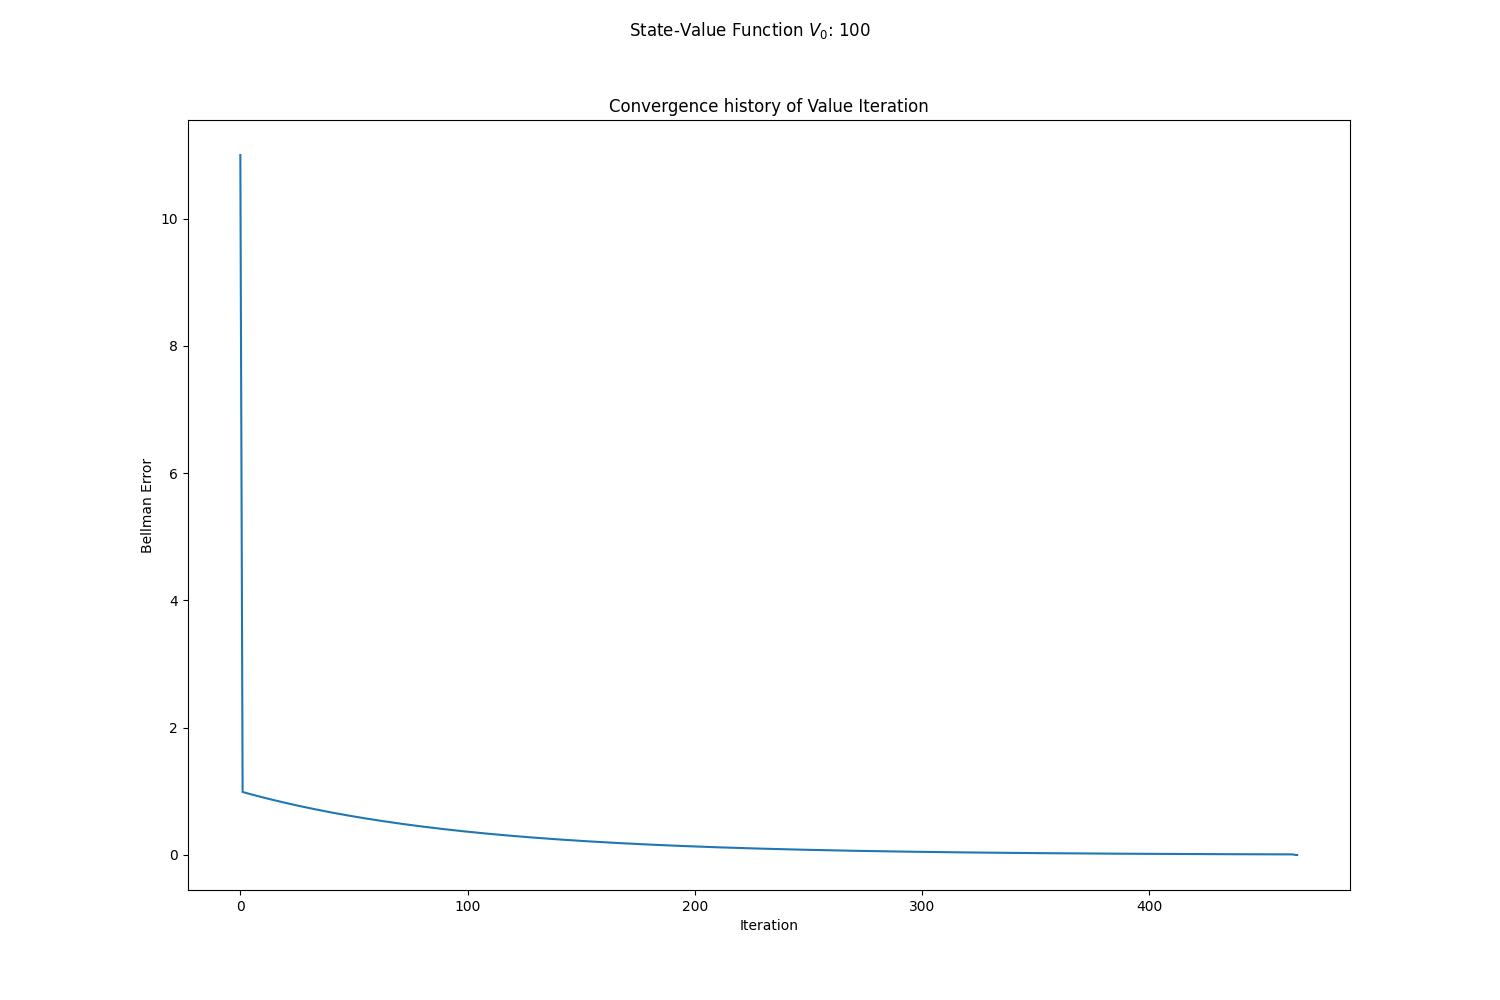 State-Value Function V₀: 100
Convergence history of Value Iteration
10
8
6
4
2
0
Bellman Error
0 100 200 300 400
Iteration